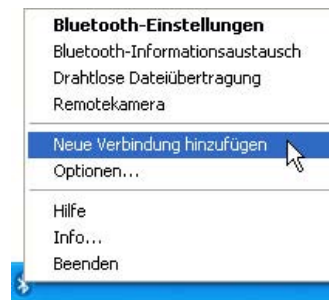 Bluetooth-Einstellungen
Bluetooth-Informationsaustausch
Drahtlose Dateiübertragung
Remotekamera
Neue Verbindung hinzufügen
Optionen...
Hilfe
Info...
Beenden